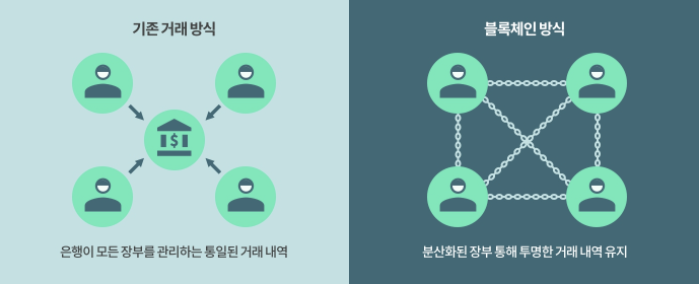 기존 거래 방식
블록체인 방식
$
은행이 모든 장부를 관리하는 통일된 거래 내역
분산화된 장부 통해 투명한 거래 내역 유지